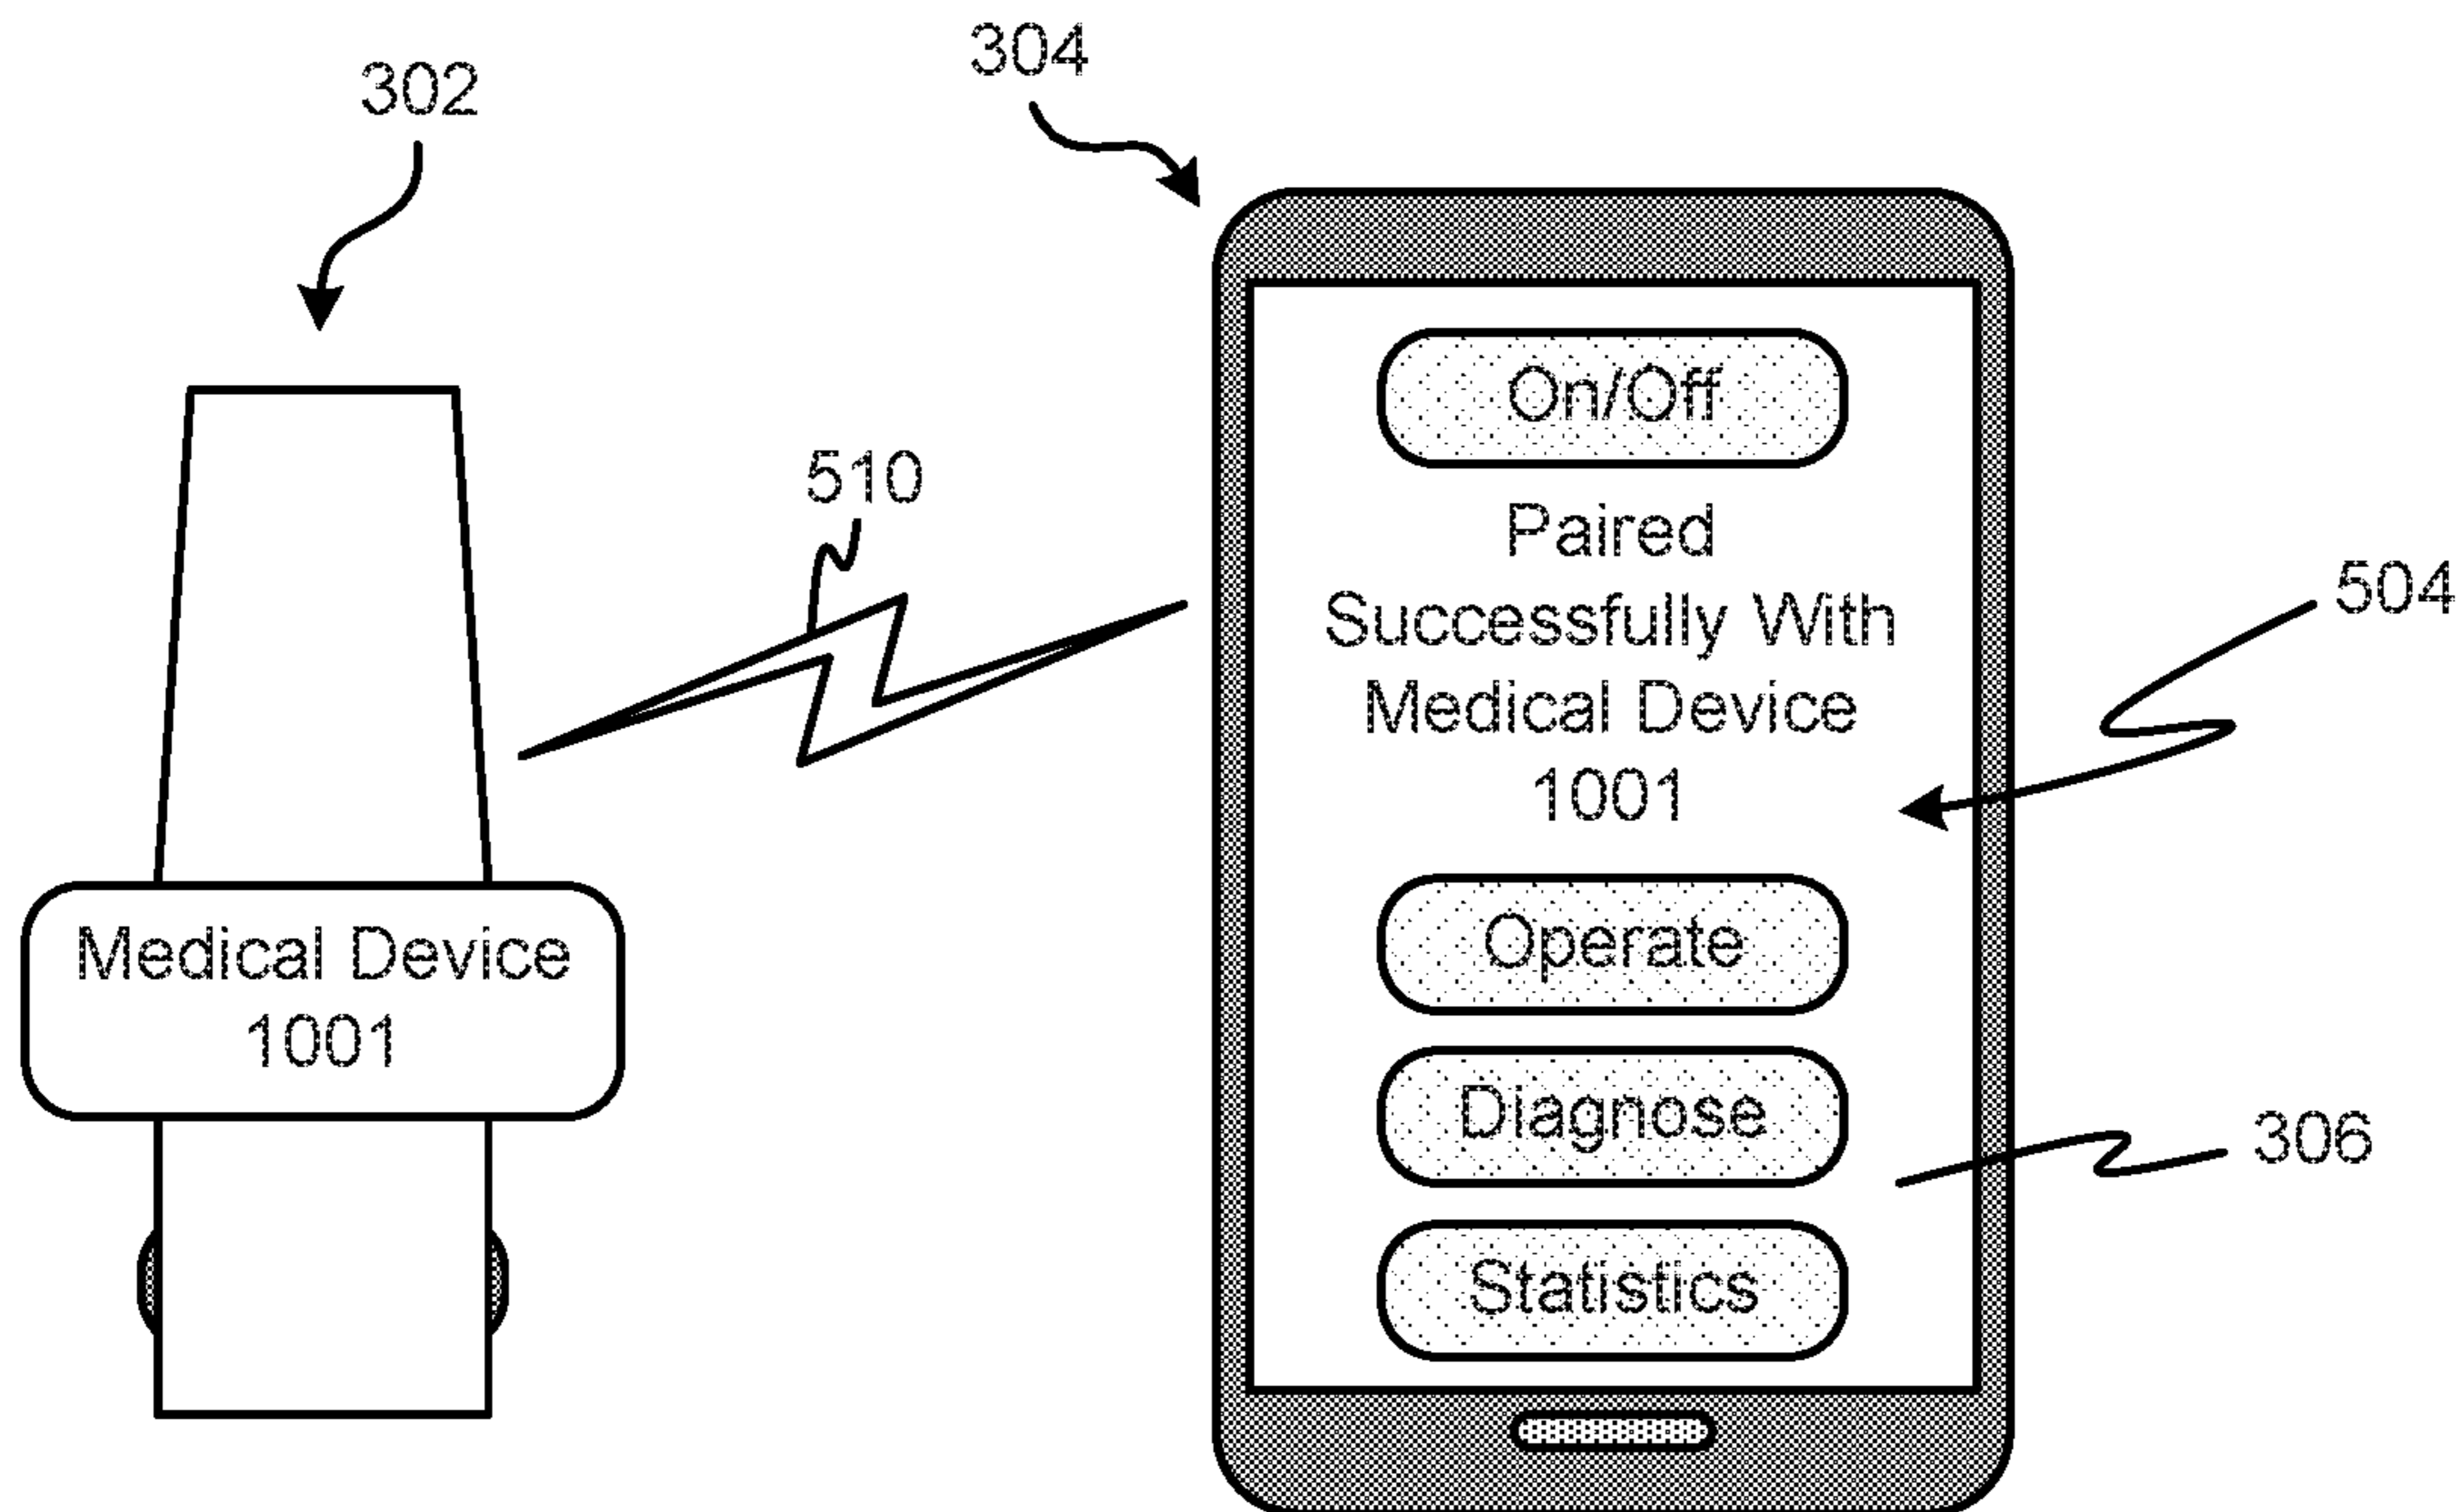 302
304
510
504
306
Medical Device
1001
On/Off
Paired
Successfully With
Medical Device
1001
Operate
Diagnose
Statistics